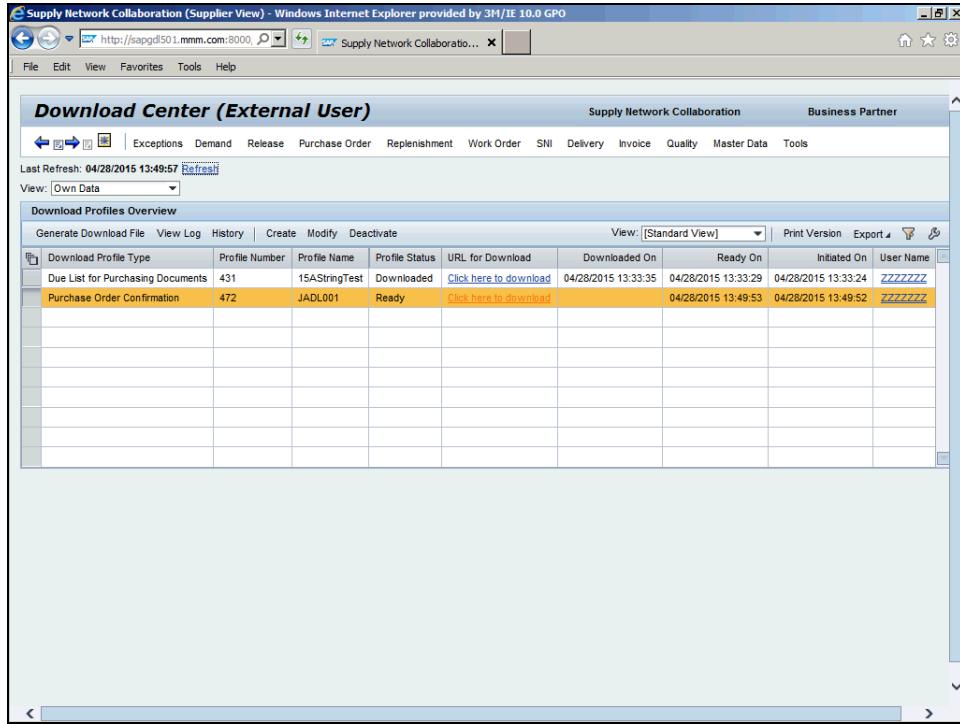 Supply Network Collaboration (Supplier View) - Windows Internet Explorer provided by 3M/IE 10.0 GPO
http://sapgdl501.mmm.com:8000, Supply Network Collaboratio...
File Edit View Favorites Tools Help
Download Center (External User) Supply Network Collaboration Business Partner
Exceptions Demand Release Purchase Order Replenishment Work Order SNI Delivery Invoice Quality Master Data Tools
Last Refresh: 04/28/2015 13:49:57 Refresh
View: Own Data
Download Profiles Overview
Generate Download File View Log History Create Modify Deactivate View: [Standard View] Print Version Export
Download Profile Type Profile Number Profile Name Profile Status URL for Download Downloaded On Ready On Initiated On User Name
Due List for Purchasing Documents 431 15AStringTest Downloaded Click here to download 04/28/2015 13:33:35 04/28/2015 13:33:29 04/28/2015 13:33:24 ZZZZZZZ
Purchase Order Confirmation 472 JADL001 Ready Click here to download 04/28/2015 13:49:53 04/28/2015 13:49:52 ZZZZZZZ